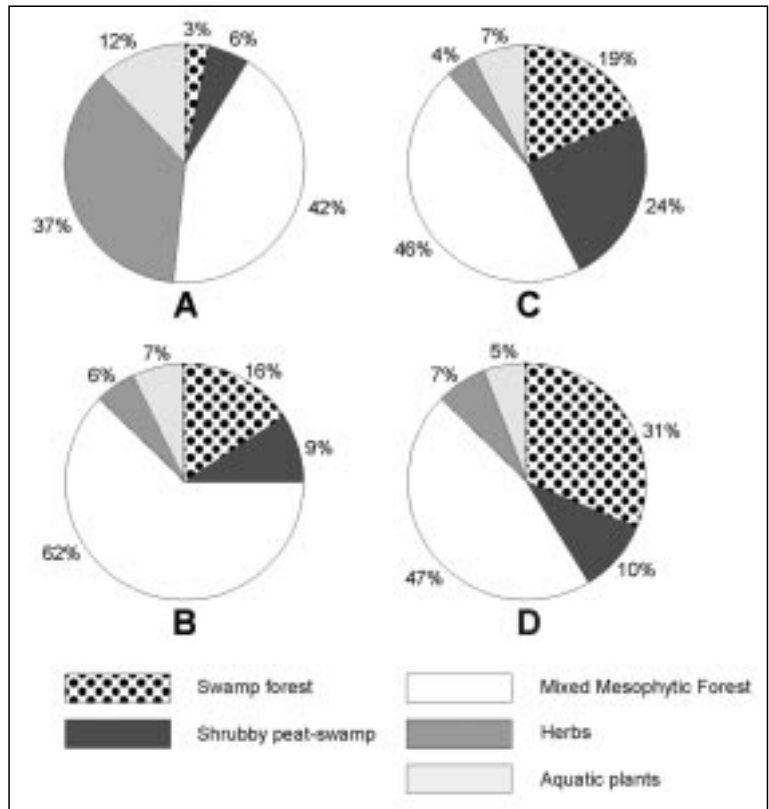 3%
12%
6%
42%
37%
A
7%
4%
19%
24%
46%
C
7%
6%
16%
9%
62%
B
5%
7%
31%
10%
47%
D
Swamp forest
Mixed Mesophytic Forest
Shrubby peat-swamp
Herbs
Aquatic plants